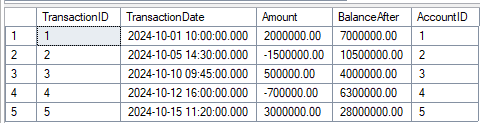 TransactionID TransactionDate Amount BalanceAfter AccountID
1 1 2024-10-01 10:00:00.000 2000000.00 7000000.00 1
2 2 2024-10-05 14:30:00.000 -1500000.00 10500000.00 2
3 3 2024-10-10 09:45:00.000 500000.00 4000000.00 3
4 4 2024-10-12 16:00:00.000 -700000.00 6300000.00 4
5 5 2024-10-15 11:20:00.000 3000000.00 28000000.00 5